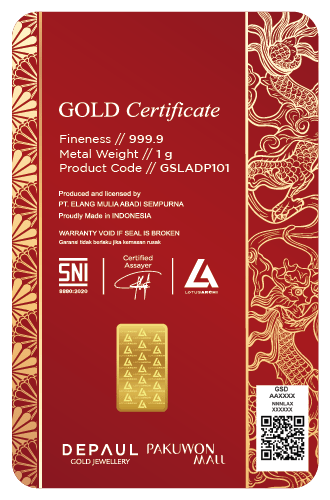 GOLD Certificate
Fineness // 999.9
Metal Weight // 1 g
Product Code // GSLADP101
Produced and licensed by
PT. ELANG MULIA ABADI SEMPURNA
Proudly Made in INDONESIA
WARRANTY VOID IF SEAL IS BROKEN
Garansi tidak berlaku jika kemasan rusak
SNI
8880:2020
Certified
Assayer
LOTUS ARCHI
GSD
AAXXXX
NNNLAX
XXXXXX
DEPAUL
GOLD JEWELLERY
PAKUWON
MALL